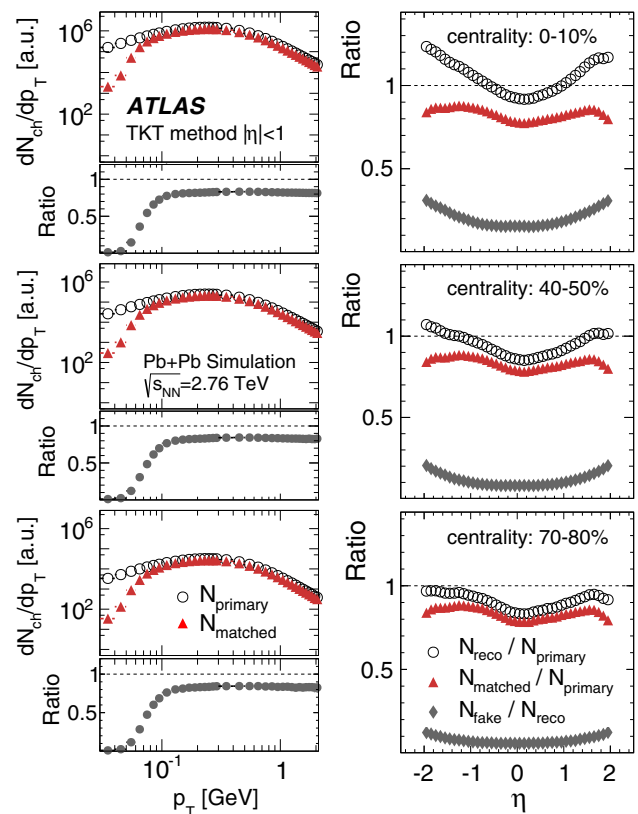 dN_ch/dp_T [a.u.]
10^6
10^2
ATLAS
TKT method |η|<1
Ratio
1
0.5
dN_ch/dp_T [a.u.]
10^6
10^2
Pb+Pb Simulation
√s_NN=2.76 TeV
Ratio
1
0.5
dN_ch/dp_T [a.u.]
10^6
10^2
N_primary
N_matched
Ratio
1
0.5
10^-1
1
p_T [GeV]
Ratio
centrality: 0-10%
1
0.5
Ratio
centrality: 40-50%
1
0.5
Ratio
centrality: 70-80%
1
N_reco / N_primary
0.5
N_matched / N_primary
N_fake / N_reco
-2 -1 0 1 2
η